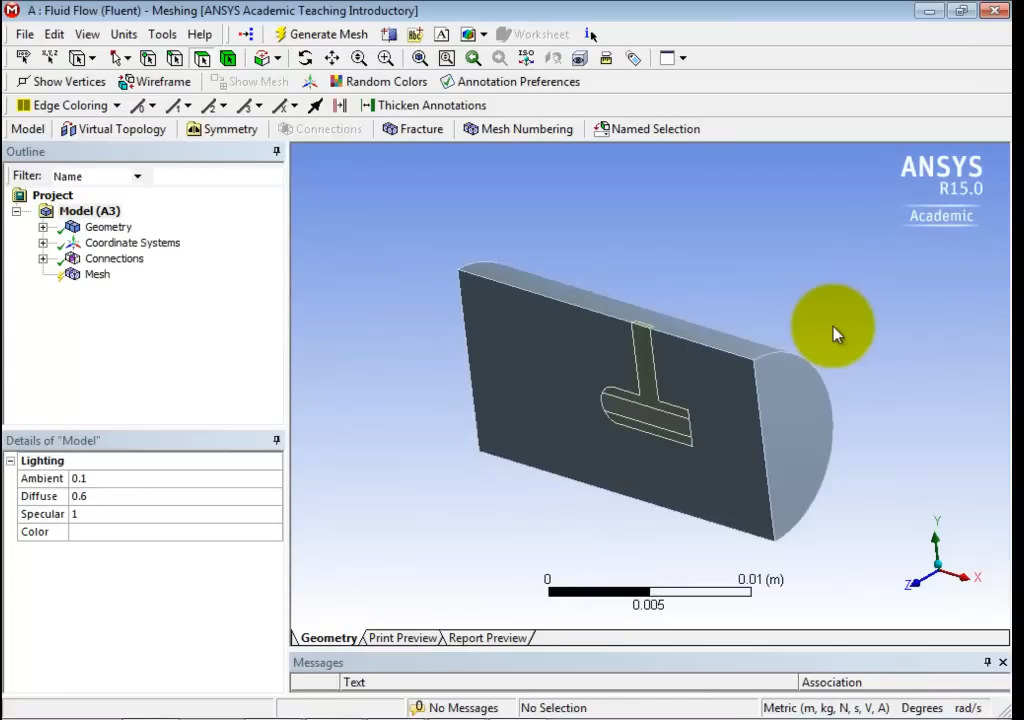 A : Fluid Flow (Fluent) - Meshing [ANSYS Academic Teaching Introductory]
File Edit View Units Tools Help Generate Mesh Worksheet
Show Vertices Wireframe Show Mesh Random Colors Annotation Preferences
Edge Coloring Thicken Annotations
Model Virtual Topology Symmetry Connections Fracture Mesh Numbering Named Selection
Outline
Filter: Name
Project
Model (A3)
Geometry
Coordinate Systems
Connections
Mesh
ANSYS
R15.0
Academic
Details of "Model"
Lighting
Ambient 0.1
Diffuse 0.6
Specular 1
Color
Y
X
Z
0 0.01 (m)
0.005
Geometry Print Preview Report Preview
Messages
Text Association
No Messages No Selection Metric (m, kg, N, s, V, A) Degrees rad/s